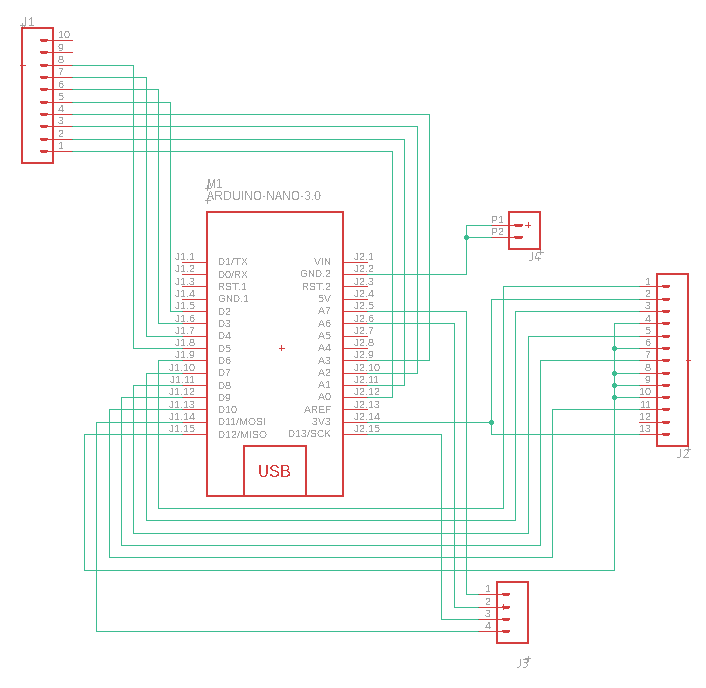 J1
10
9
8
7
6
5
4
3
2
1
M1
ARDUINO-NANO-3.0
J1.1 D1/TX VIN J2.1
J1.2 D0/RX GND.2 J2.2
J1.3 RST.1 RST.2 J2.3
J1.4 GND.1 5V J2.4
J1.5 D2 A7 J2.5
J1.6 D3 A6 J2.6
J1.7 D4 A5 J2.7
J1.8 D5 A4 J2.8
J1.9 D6 A3 J2.9
J1.10 D7 A2 J2.10
J1.11 D8 A1 J2.11
J1.12 D9 A0 J2.12
J1.13 D10 AREF J2.13
J1.14 D11/MOSI 3V3 J2.14
J1.15 D12/MISO D13/SCK J2.15
USB
P1
P2
J4
1
2
3
4
5
6
7
8
9
10
11
12
13
J2
1
2
3
4
J3